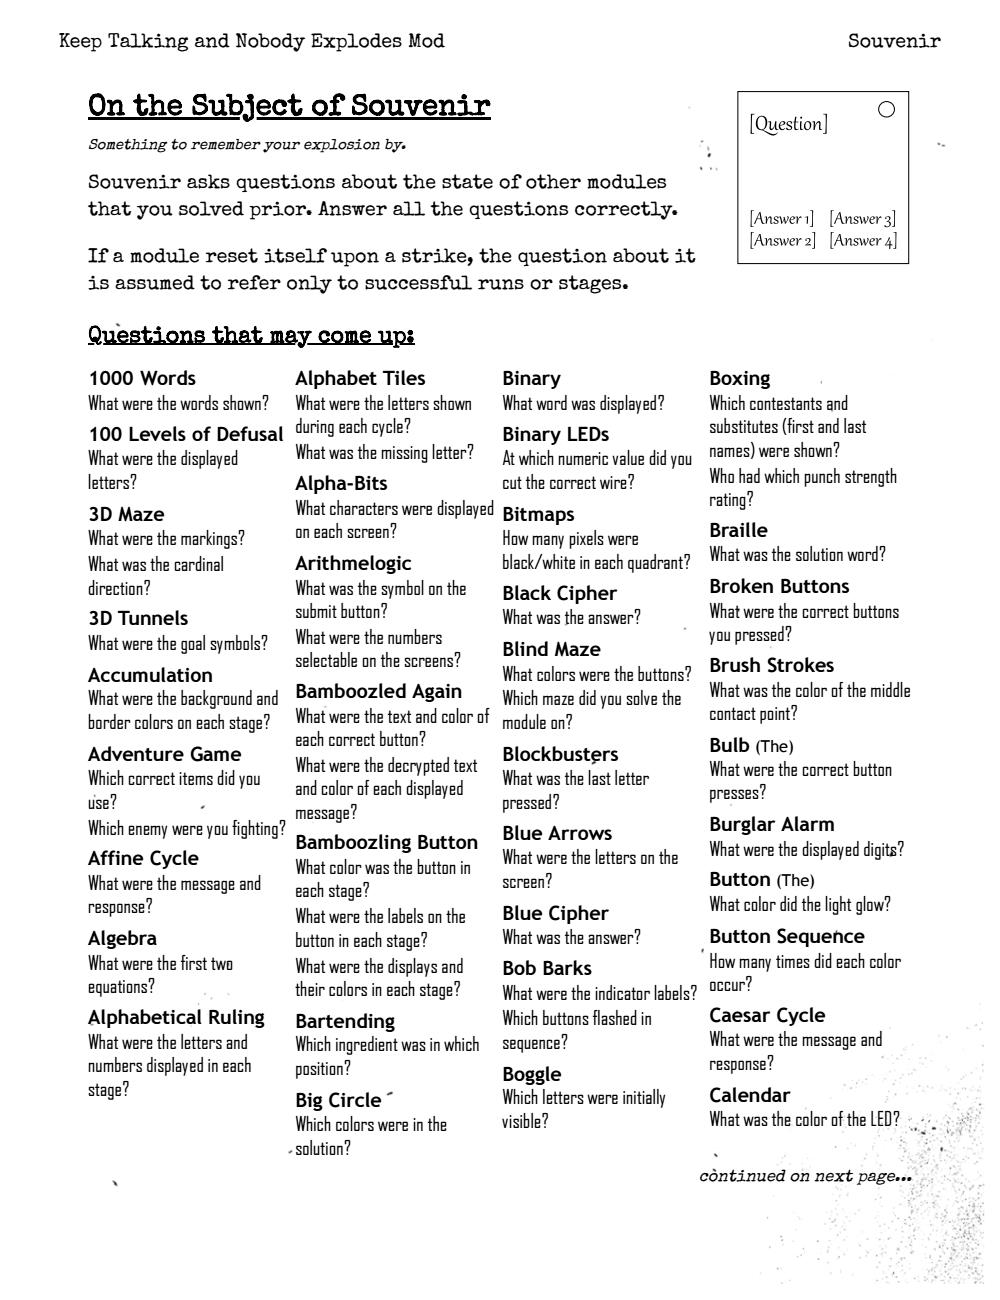 Keep Talking and Nobody Explodes Mod
Souvenir
On the Subject of Souvenir
Something to remember your explosion by.
Souvenir asks questions about the state of other modules
that you solved prior. Answer all the questions correctly.
If a module reset itself upon a strike, the question about it
is assumed to refer only to successful runs or stages.
[Question]
[Answer 1] [Answer 3]
[Answer 2] [Answer 4]
Questions that may come up:
1000 Words
What were the words shown?
100 Levels of Defusal
What were the displayed
letters?
3D Maze
What were the markings?
What was the cardinal
direction?
3D Tunnels
What were the goal symbols?
Accumulation
What were the background and
border colors on each stage?
Adventure Game
Which correct items did you
use?
Which enemy were you fighting?
Affine Cycle
What were the message and
response?
Algebra
What were the first two
equations?
Alphabetical Ruling
What were the letters and
numbers displayed in each
stage?
Alphabet Tiles
What were the letters shown
during each cycle?
What was the missing letter?
Alpha-Bits
What characters were displayed
on each screen?
Arithmelogic
What was the symbol on the
submit button?
What were the numbers
selectable on the screens?
Bamboozled Again
What were the text and color of
each correct button?
What were the decrypted text
and color of each displayed
message?
Bamboozling Button
What color was the button in
each stage?
What were the labels on the
button in each stage?
What were the displays and
their colors in each stage?
Bartending
Which ingredient was in which
position?
Big Circle
Which colors were in the
solution?
Binary
What word was displayed?
Binary LEDs
At which numeric value did you
cut the correct wire?
Bitmaps
How many pixels were
black/white in each quadrant?
Black Cipher
What was the answer?
Blind Maze
What colors were the buttons?
Which maze did you solve the
module on?
Blockbusters
What was the last letter
pressed?
Blue Arrows
What were the letters on the
screen?
Blue Cipher
What was the answer?
Bob Barks
What were the indicator labels?
Which buttons flashed in
sequence?
Boggle
Which letters were initially
visible?
Boxing
Which contestants and
substitutes (first and last
names) were shown?
Who had which punch strength
rating?
Braille
What was the solution word?
Broken Buttons
What were the correct buttons
you pressed?
Brush Strokes
What was the color of the middle
contact point?
Bulb (The)
What were the correct button
presses?
Burglar Alarm
What were the displayed digits?
Button (The)
What color did the light glow?
Button Sequence
How many times did each color
occur?
Caesar Cycle
What were the message and
response?
Calendar
What was the color of the LED?
continued on next page...